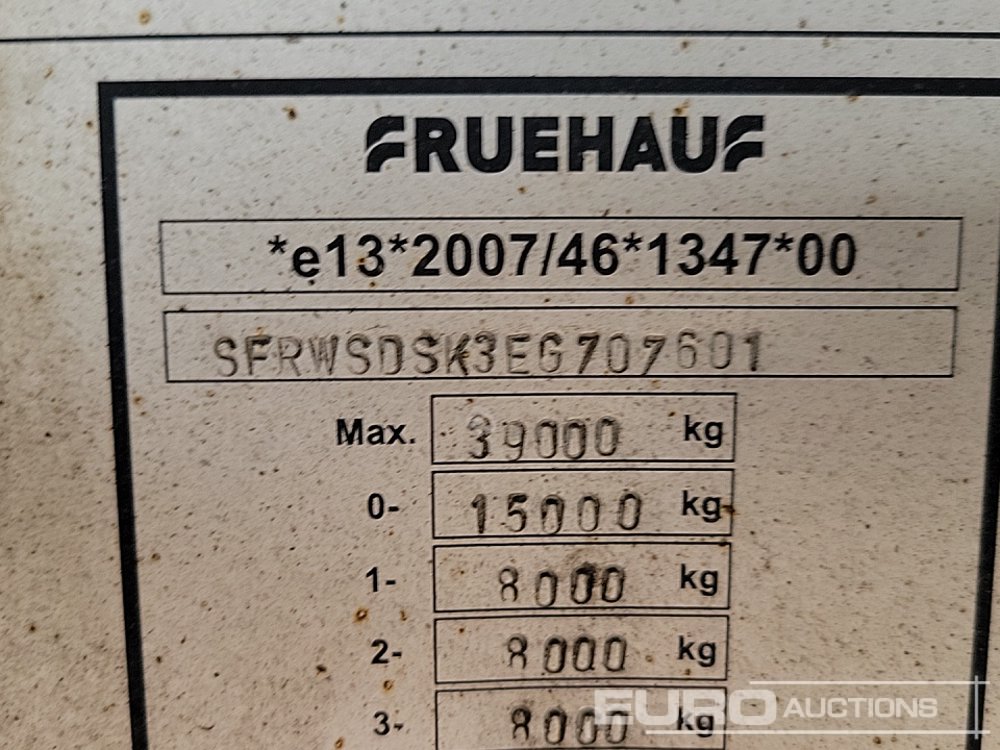 FRUEHAUF
*e13*2007/46*1347*00
SFRWSDSK3EG707601
Max. 39000 kg
0- 15000 kg
1- 8000 kg
2- 8000 kg
3- 8000 kg
EURO AUCTIONS